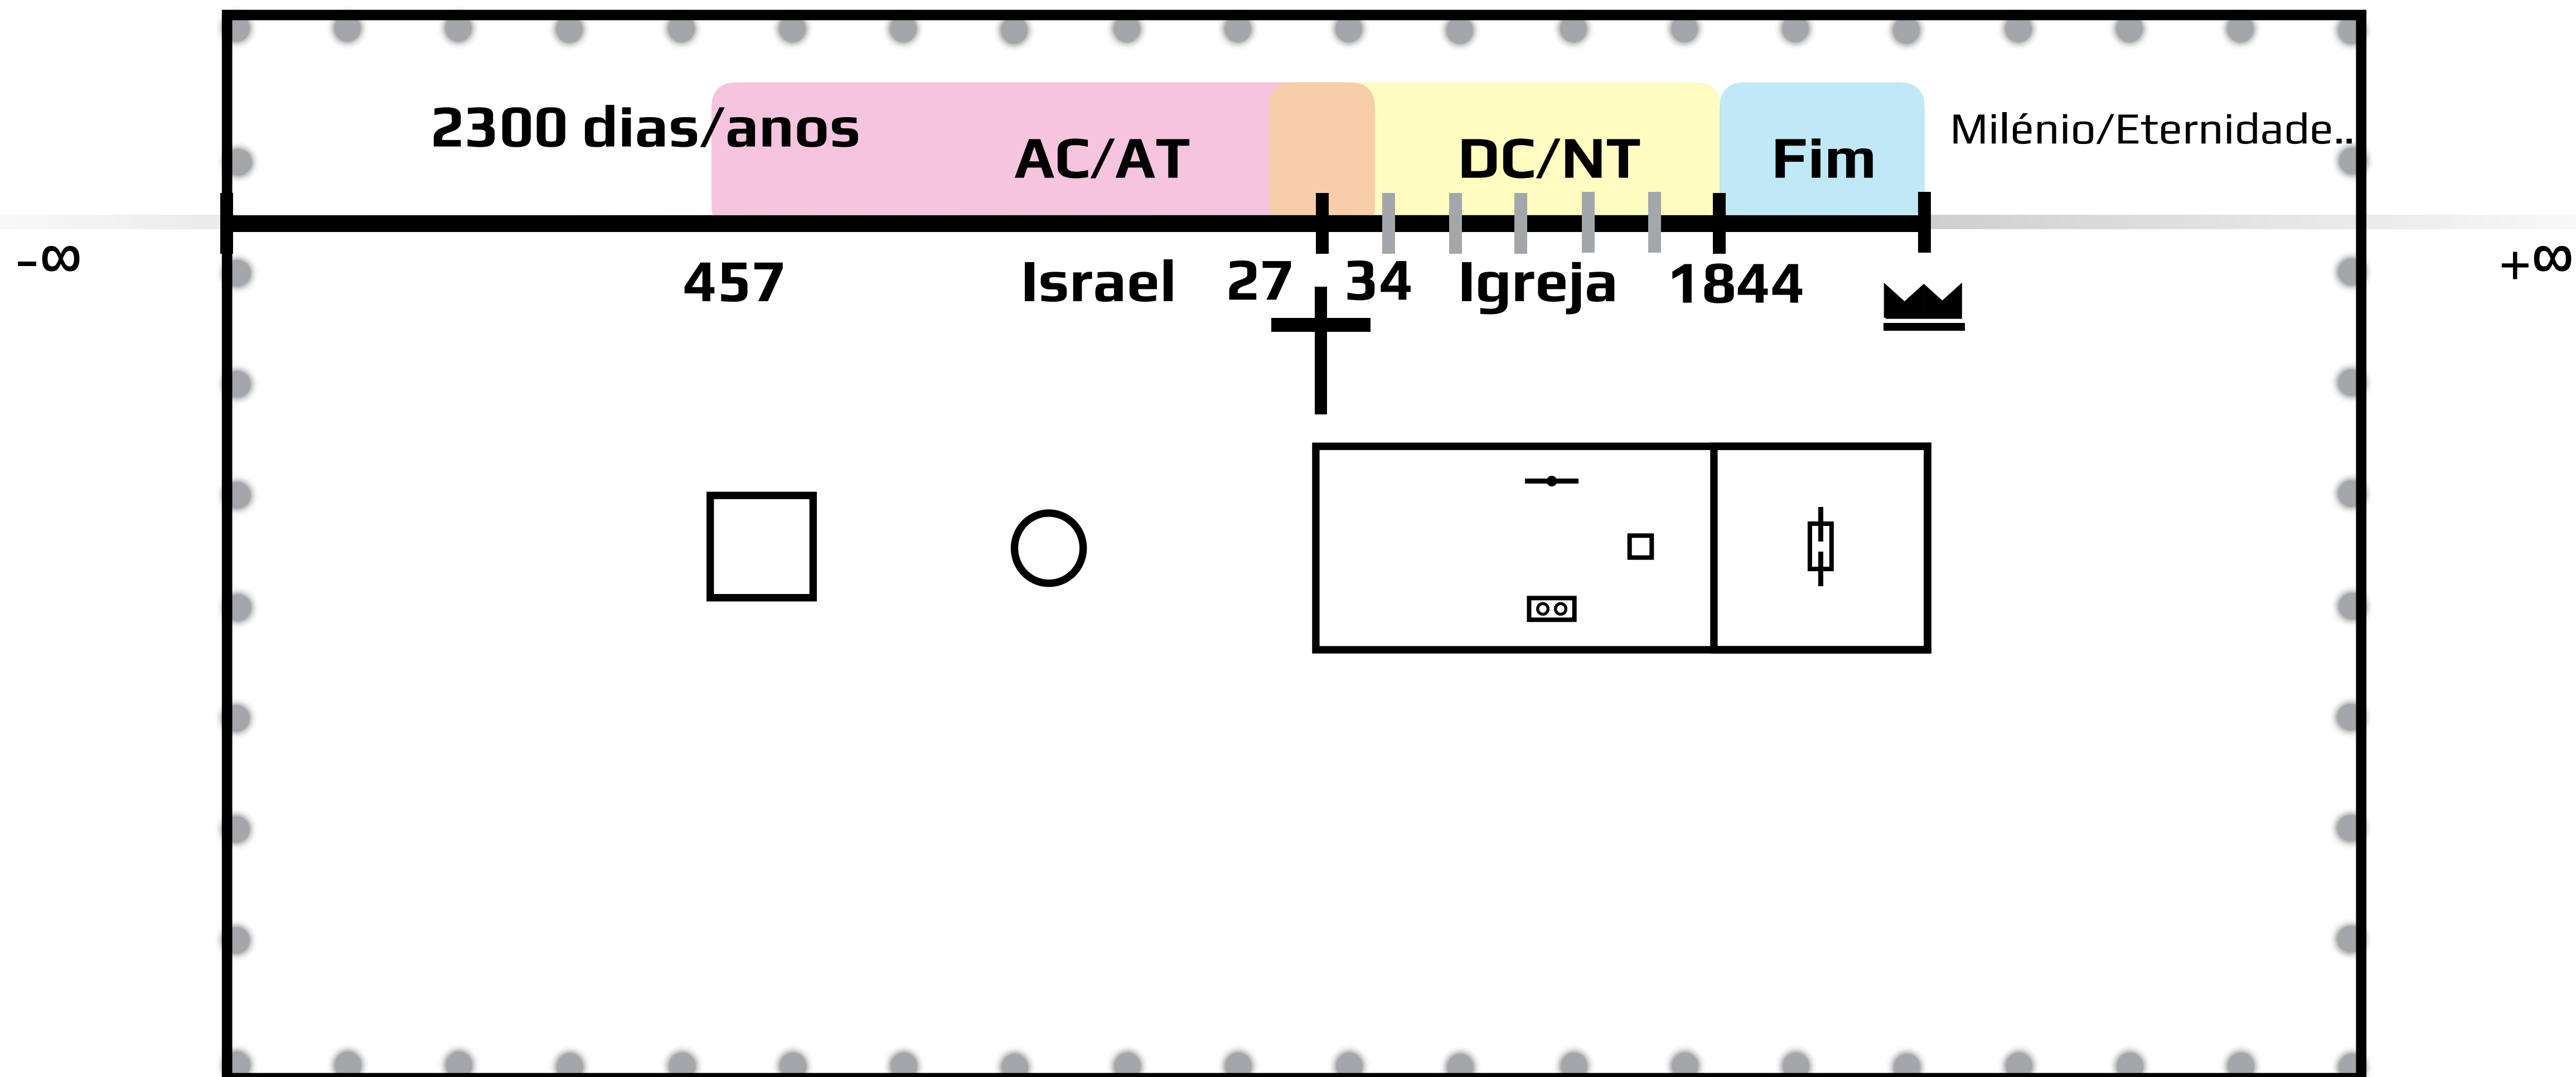 2300 dias/anos
AC/AT
DC/NT
Fim
Milénio/Eternidade..
-∞
457
Israel
27
34
Igreja
1844
+∞